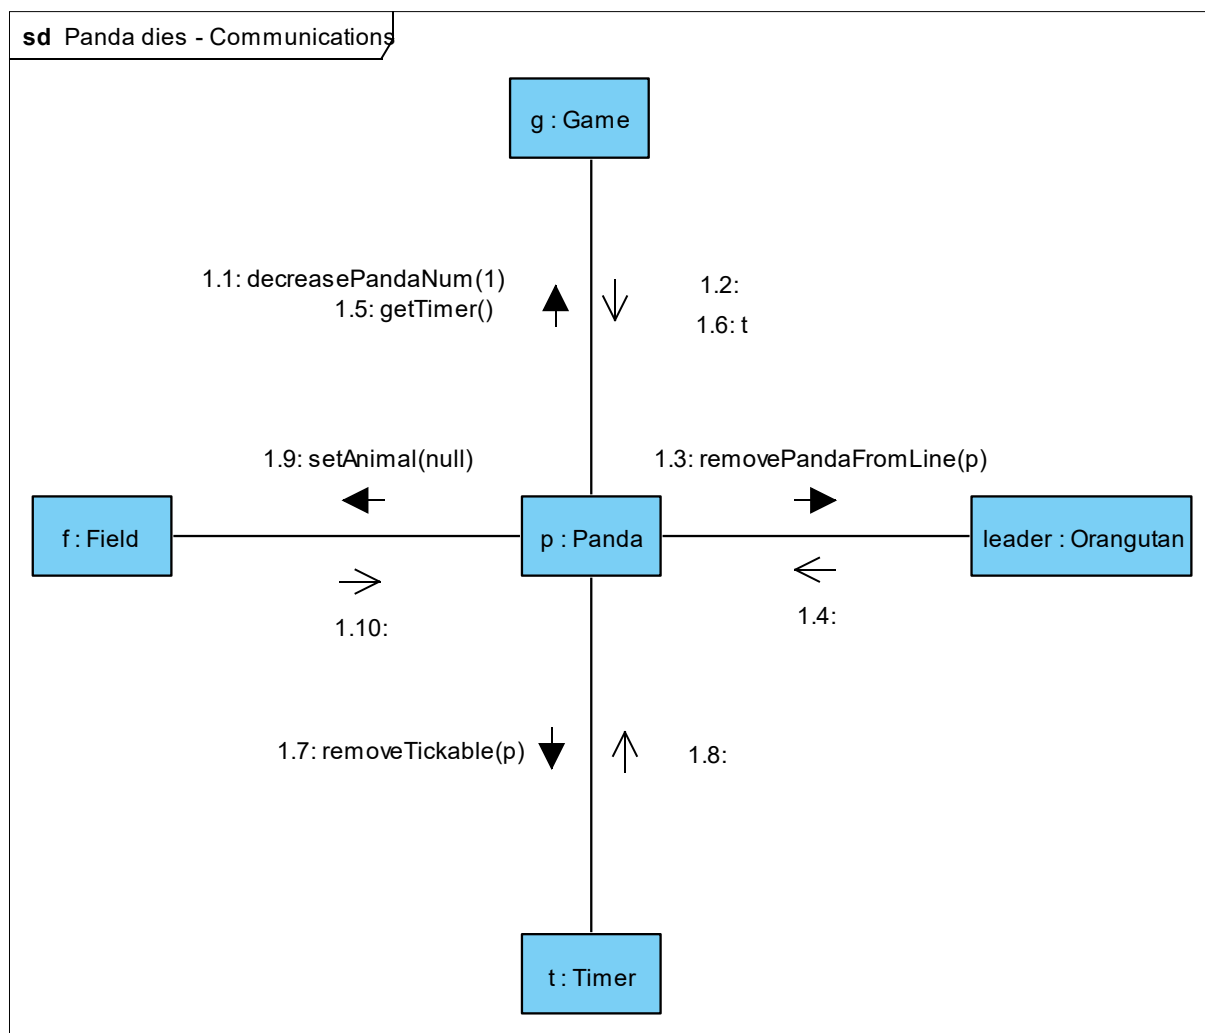 sd Panda dies - Communications
g : Game
1.1: decreasePandaNum(1)
1.2:
1.5: getTimer()
1.6: t
1.9: setAnimal(null)
1.3: removePandaFromLine(p)
f : Field
p : Panda
leader : Orangutan
1.10:
1.4:
1.7: removeTickable(p)
1.8:
t : Timer